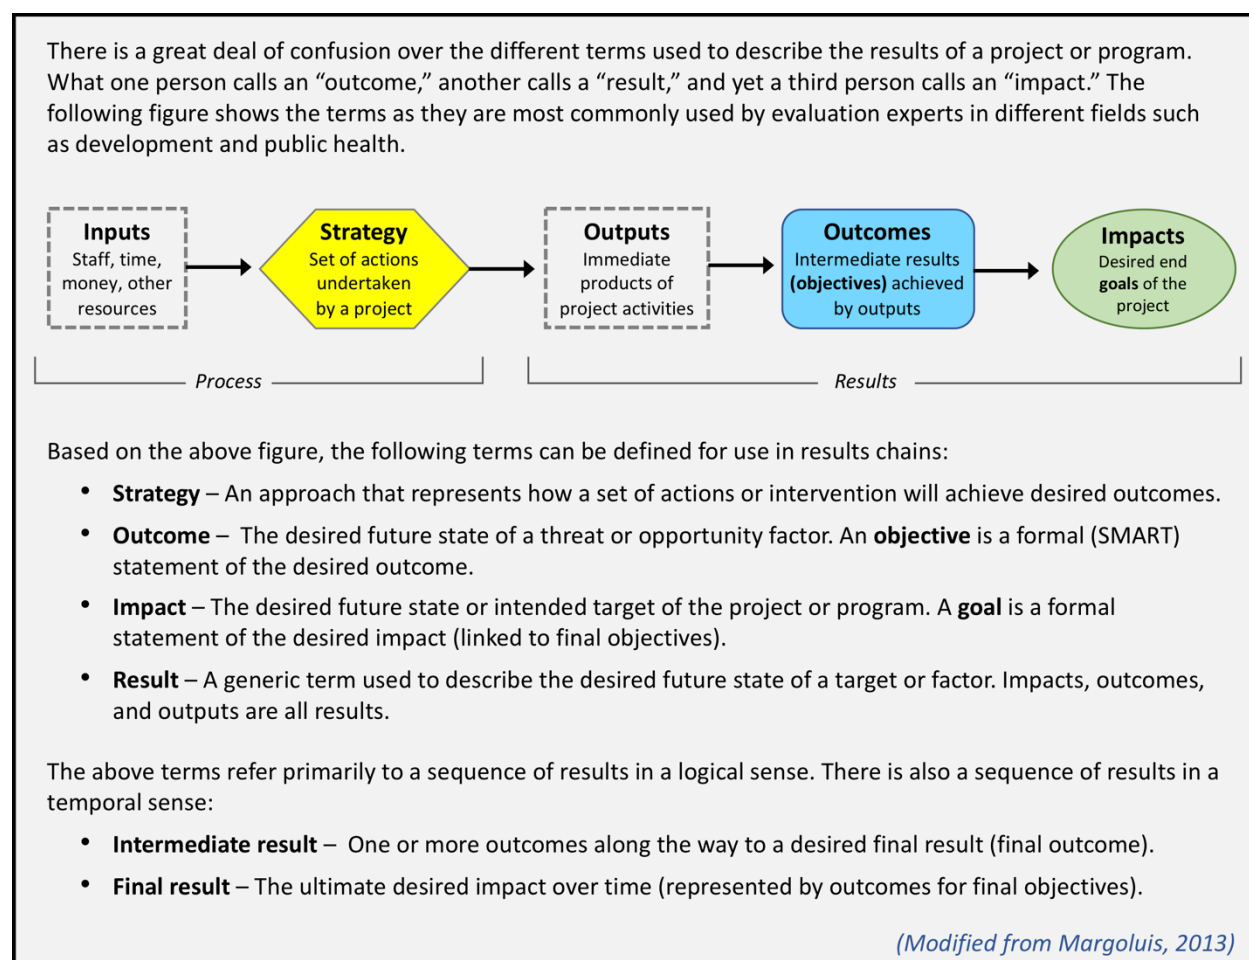 There is a great deal of confusion over the different terms used to describe the results of a project or program.
What one person calls an “outcome,” another calls a “result,” and yet a third person calls an “impact.” The
following figure shows the terms as they are most commonly used by evaluation experts in different fields such
as development and public health.
Inputs
Staff, time,
money, other
resources
Strategy
Set of actions
undertaken
by a project
Outputs
Immediate
products of
project activities
Outcomes
Intermediate results
(objectives) achieved
by outputs
Impacts
Desired end
goals of the
project
Process
Results
Based on the above figure, the following terms can be defined for use in results chains:
• Strategy – An approach that represents how a set of actions or intervention will achieve desired outcomes.
• Outcome – The desired future state of a threat or opportunity factor. An objective is a formal (SMART)
statement of the desired outcome.
• Impact – The desired future state or intended target of the project or program. A goal is a formal
statement of the desired impact (linked to final objectives).
• Result – A generic term used to describe the desired future state of a target or factor. Impacts, outcomes,
and outputs are all results.
The above terms refer primarily to a sequence of results in a logical sense. There is also a sequence of results in a
temporal sense:
• Intermediate result – One or more outcomes along the way to a desired final result (final outcome).
• Final result – The ultimate desired impact over time (represented by outcomes for final objectives).
(Modified from Margoluis, 2013)